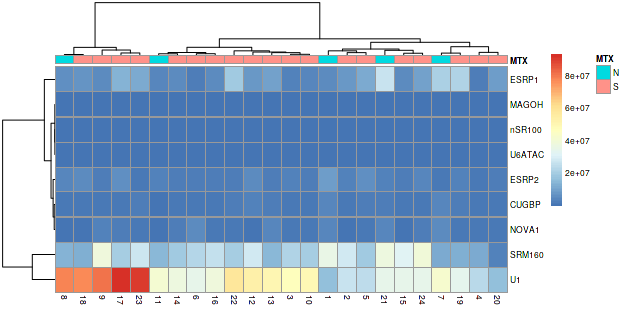 MTX
ESRP1
MAGOH
nSR100
U6ATAC
ESRP2
CUGBP
NOVA1
SRM160
U1
8 18 9 17 23 11 14 6 16 22 12 13 3 10 1 2 5 21 15 24 7 19 4 20
8e+07
6e+07
4e+07
2e+07
MTX
N
S